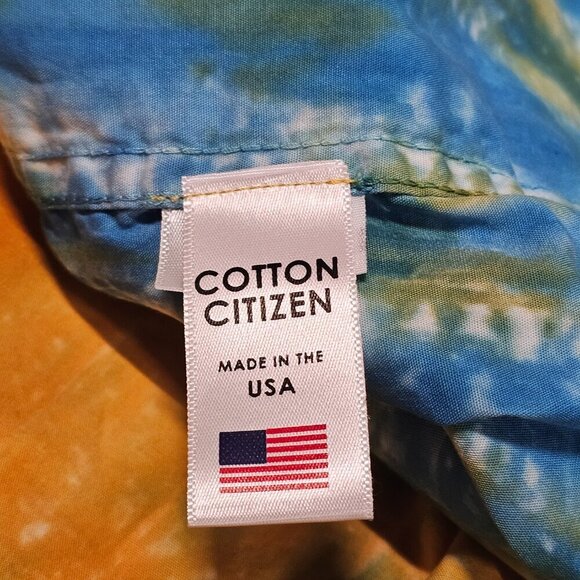 COTTON
CITIZEN
MADE IN THE
USA